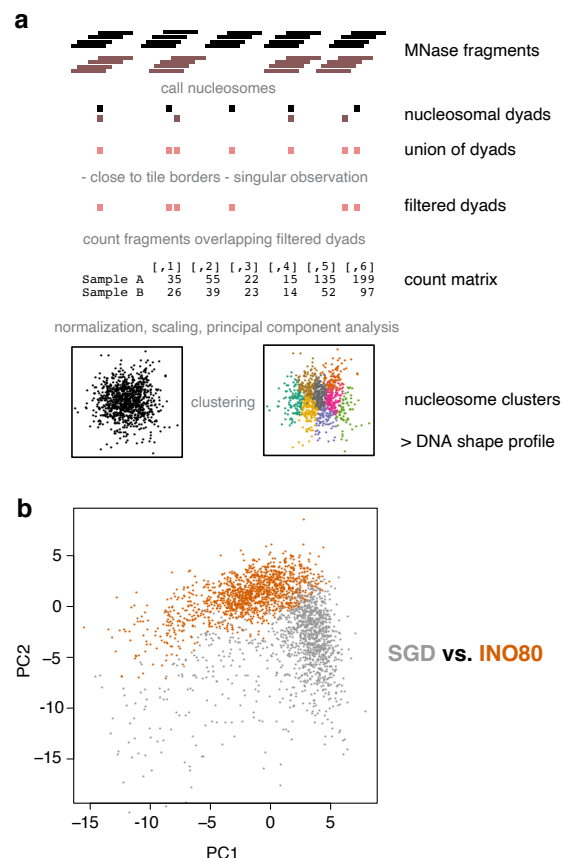 a
MNase fragments
call nucleosomes
nucleosomal dyads
union of dyads
- close to tile borders - singular observation
filtered dyads
count fragments overlapping filtered dyads
[,1] [,2] [,3] [,4] [,5] [,6]
Sample A 35 55 22 15 135 199
Sample B 26 39 23 14 52 97
count matrix
normalization, scaling, principal component analysis
clustering
nucleosome clusters
> DNA shape profile
b
5
0
−5
−10
−15
PC2
SGD vs. INO80
−15 −10 −5 0 5
PC1